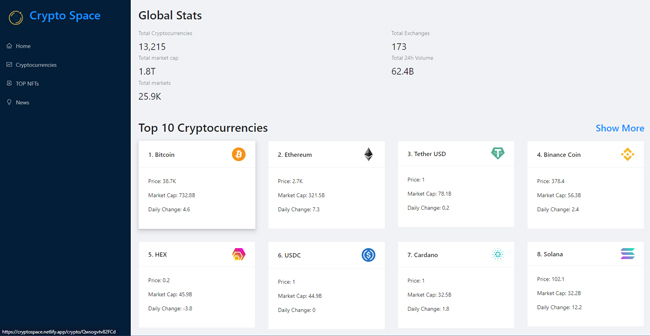 Crypto Space
Home
Cryptocurrencies
TOP NFTs
News
Global Stats
Total Cryptocurrencies
13,215
Total Exchanges
173
Total market cap
1.8T
Total 24h Volume
62.4B
Total markets
25.9K
Top 10 Cryptocurrencies
Show More
1. Bitcoin
Price: 38.7K
Market Cap: 732.8B
Daily Change: 4.6
2. Ethereum
Price: 2.7K
Market Cap: 321.5B
Daily Change: 7.3
3. Tether USD
Price: 1
Market Cap: 78.1B
Daily Change: 0.2
4. Binance Coin
Price: 378.4
Market Cap: 56.3B
Daily Change: 2.4
5. HEX
Price: 0.2
Market Cap: 45.9B
Daily Change: -3.8
6. USDC
Price: 1
Market Cap: 44.9B
Daily Change: 0
7. Cardano
Price: 1
Market Cap: 32.5B
Daily Change: 1.8
8. Solana
Price: 102.1
Market Cap: 32.2B
Daily Change: 12.2